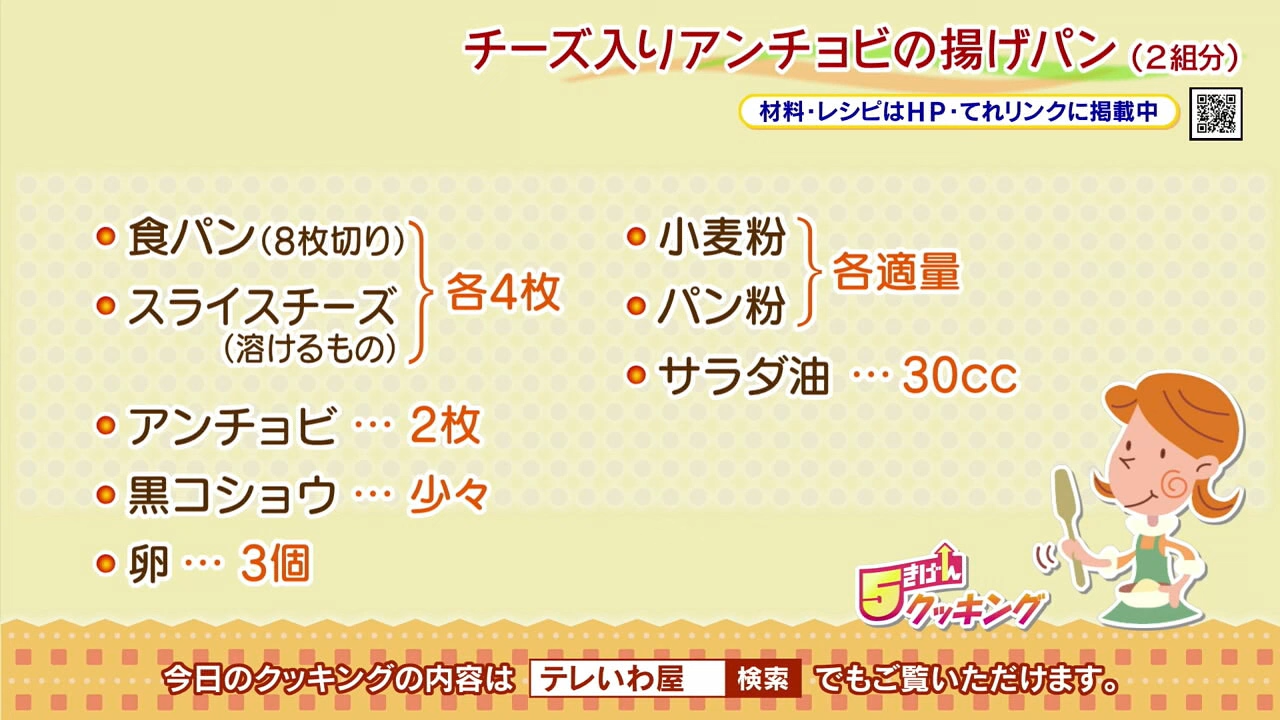 チーズ入りアンチョビの揚げパン(2組分)
材料・レシピはHP・てれリンクに掲載中
● 食パン(8枚切り)
● スライスチーズ
(溶けるもの)
各4枚
● アンチョビ … 2枚
● 黒コショウ … 少々
● 卵 … 3個
● 小麦粉
● パン粉
各適量
● サラダ油 … 30cc
5きげんクッキング
今日のクッキングの内容は テレいわ屋 検索 でもご覧いただけます。